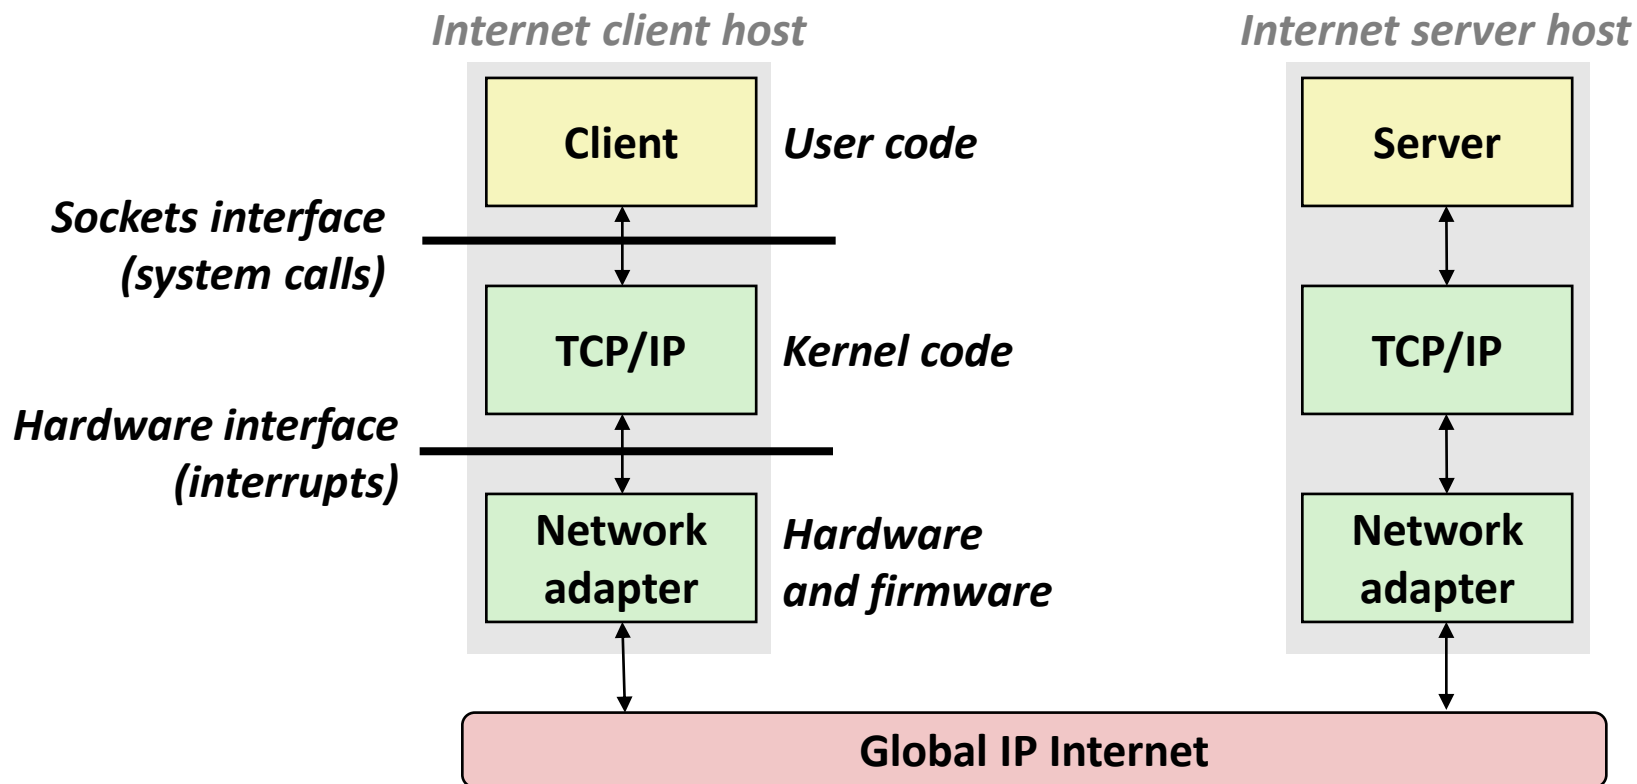 Internet client host
Internet server host
Client
User code
Server
Sockets interface
(system calls)
TCP/IP
Kernel code
TCP/IP
Hardware interface
(interrupts)
Network
adapter
Hardware
and firmware
Network
adapter
Global IP Internet